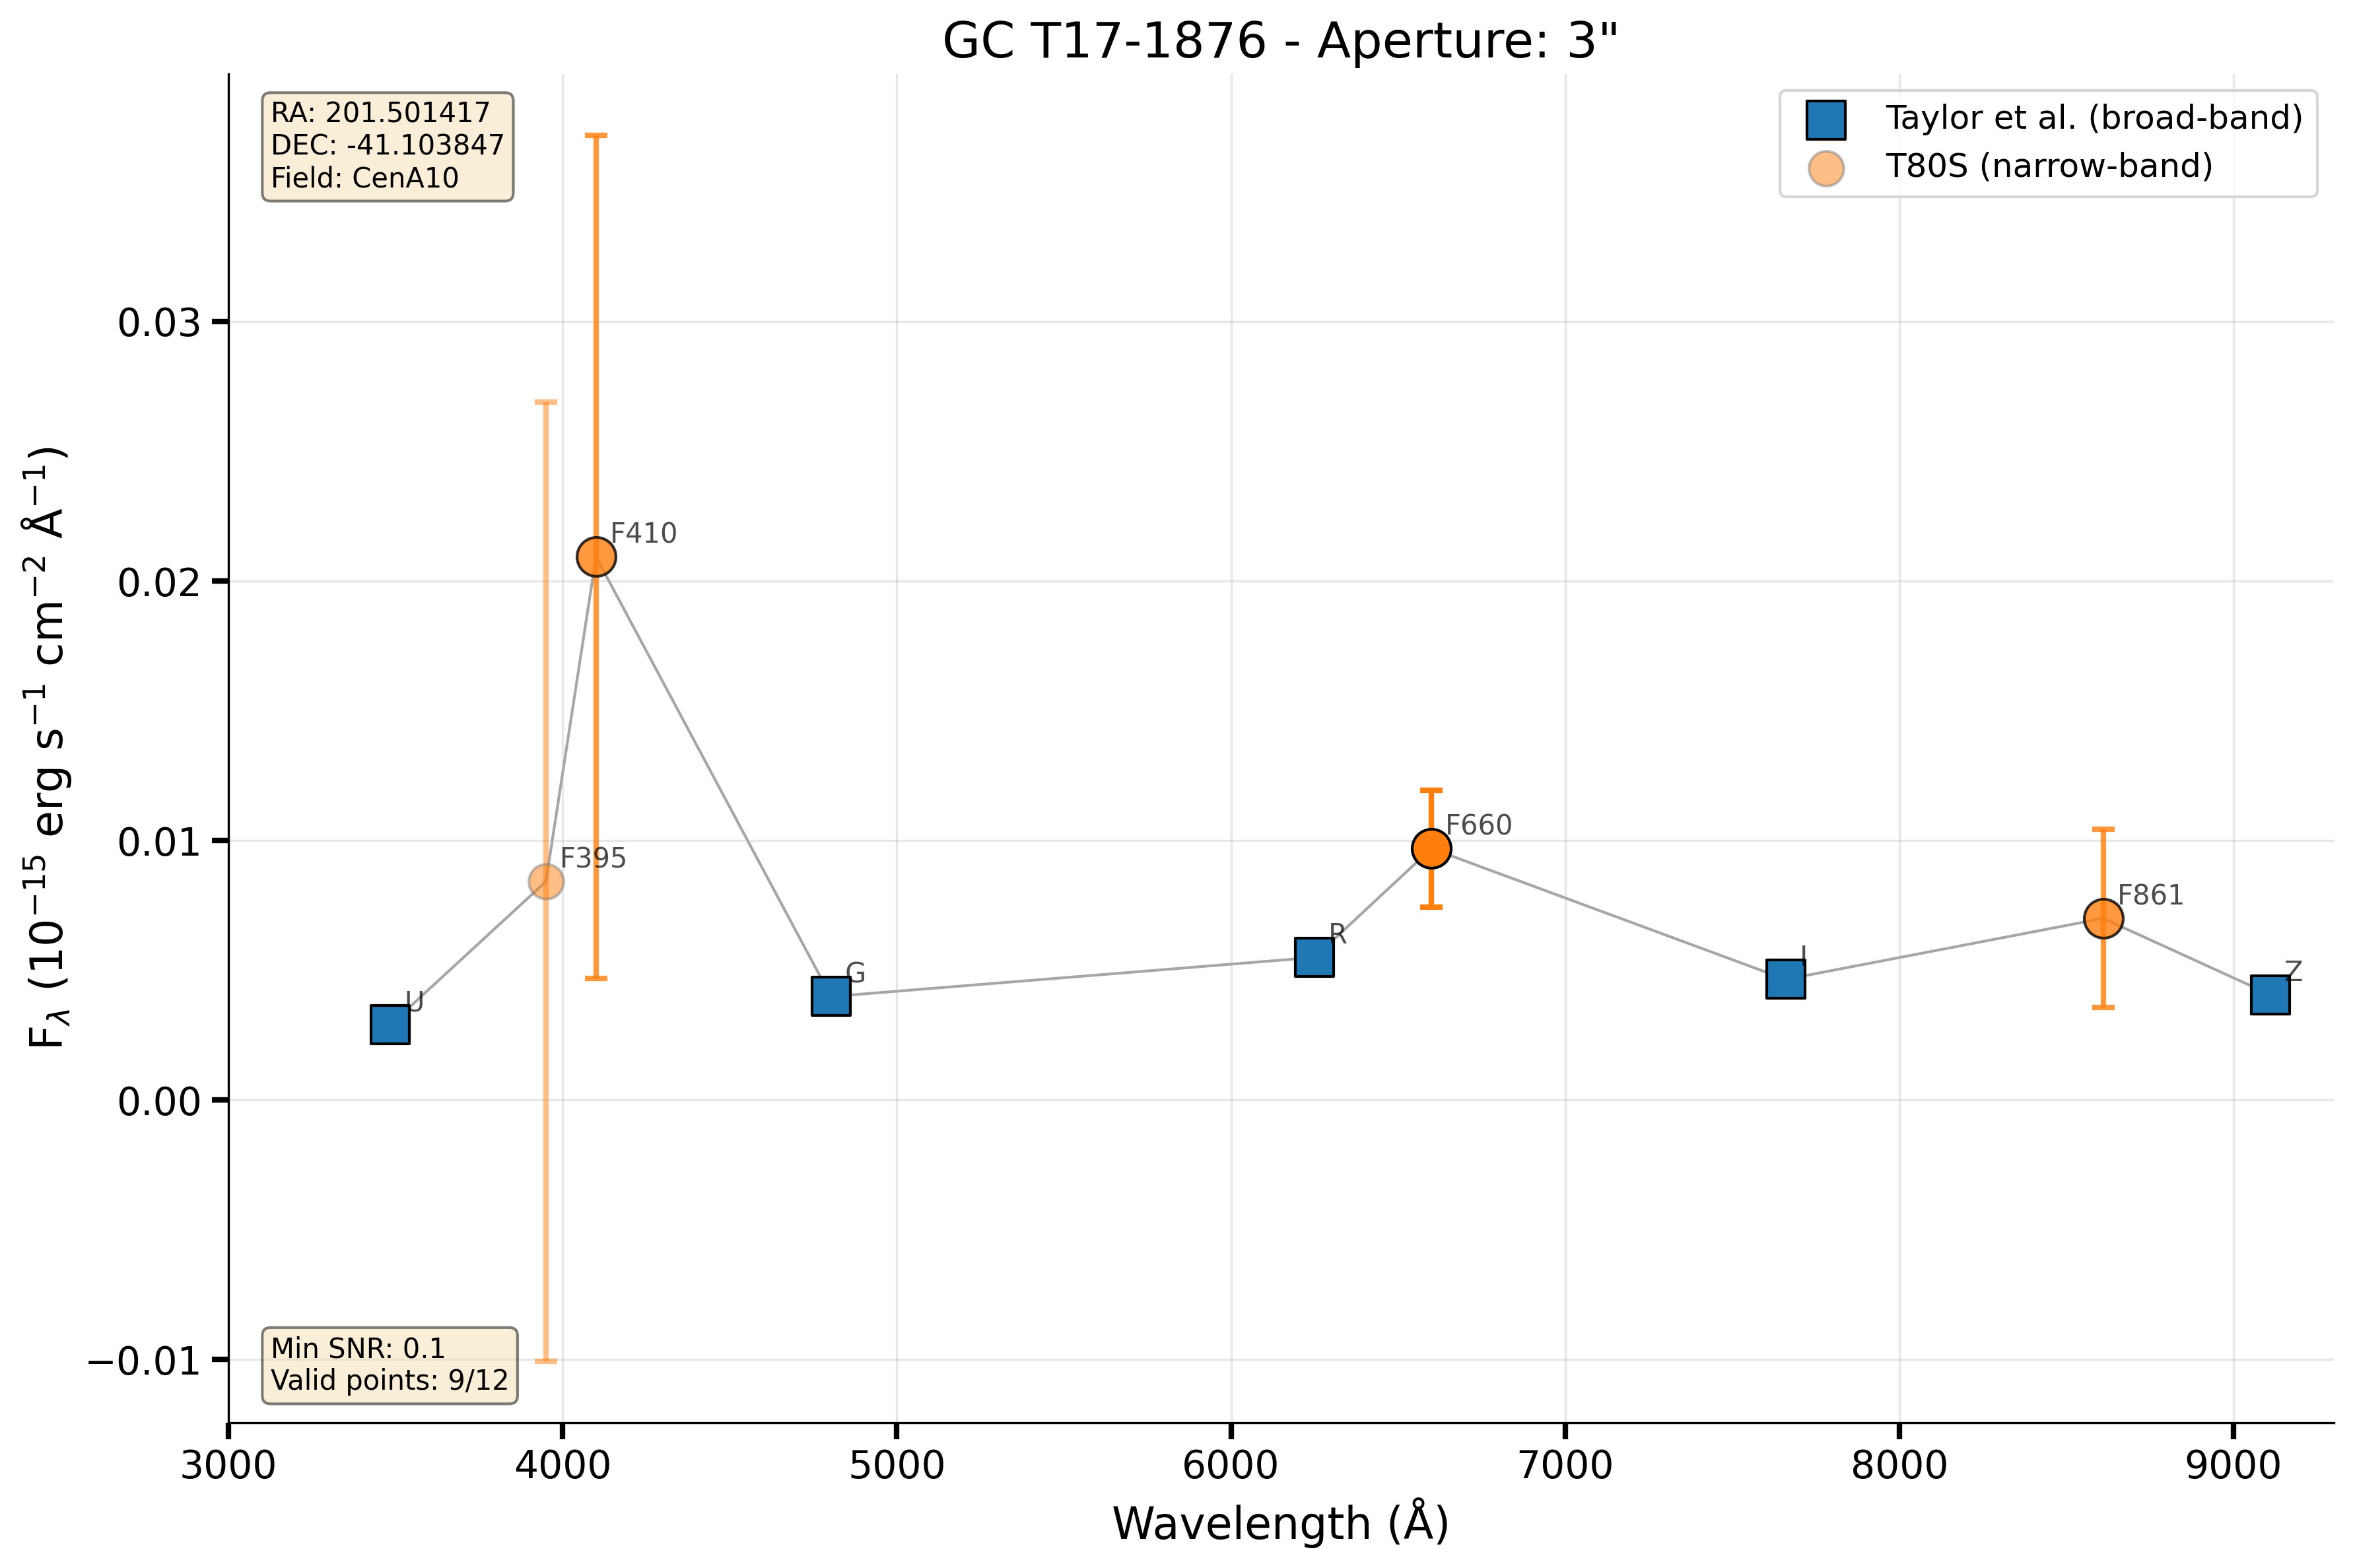 GC T17-1876 - Aperture: 3"
RA: 201.501417
DEC: -41.103847
Field: CenA10
Taylor et al. (broad-band)
T80S (narrow-band)
F410
F395
F660
F861
U
G
R
I
Z
0.03
0.02
0.01
0.00
−0.01
F_λ (10⁻¹⁵ erg s⁻¹ cm⁻² Å⁻¹)
Min SNR: 0.1
Valid points: 9/12
3000 4000 5000 6000 7000 8000 9000
Wavelength (Å)